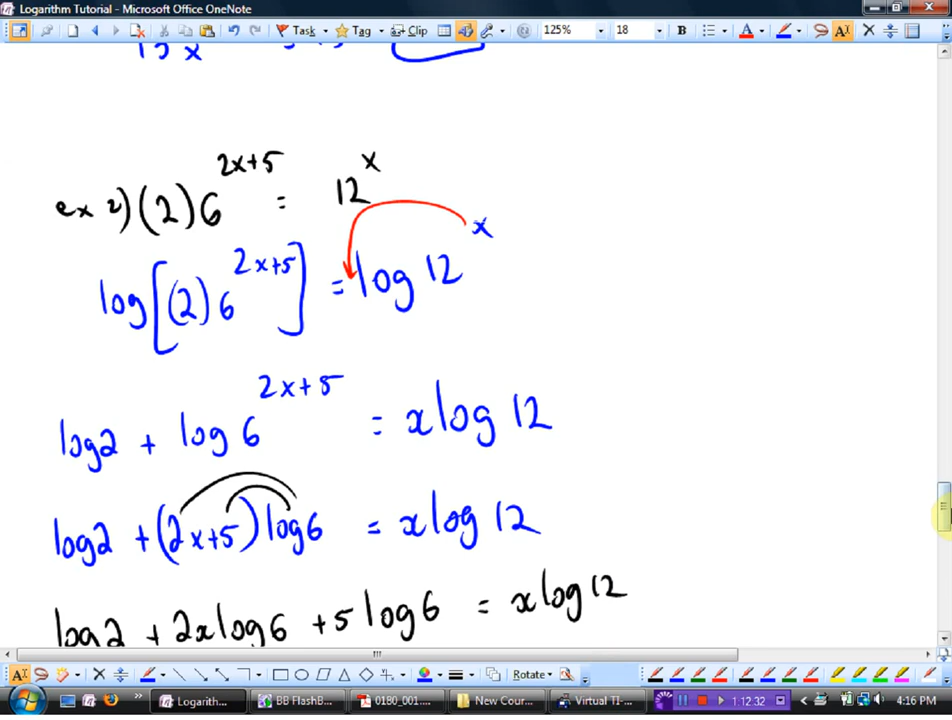 Logarithm Tutorial - Microsoft Office OneNote
Task Tag Clip 125% 18 B A
ex 2) (2)6^{2x+5} = 12^x
log[(2)6^{2x+5}] = log 12^x
log2 + log 6^{2x+5} = x log 12
log2 + (2x+5) log6 = x log 12
log2 + 2x log6 + 5 log6 = x log 12
Rotate
Logarithm... BB FlashB... 0180_001.... New Cour... Virtual TI-... 1:12:32 4:16 PM